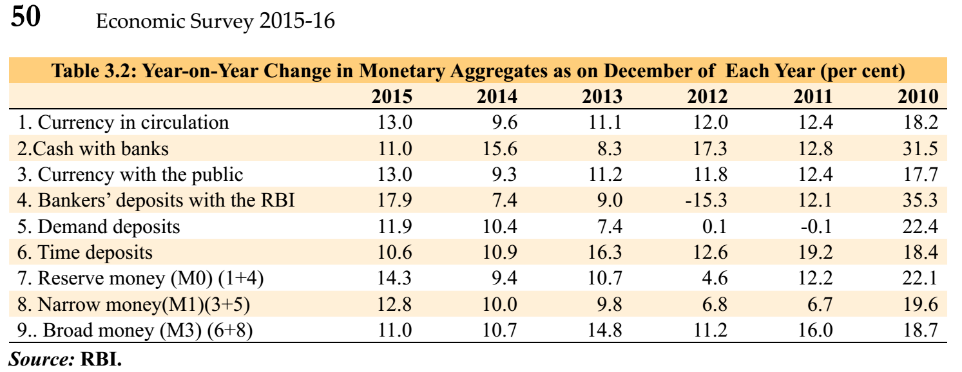 50 Economic Survey 2015-16
Table 3.2: Year-on-Year Change in Monetary Aggregates as on December of Each Year (per cent)
2015 2014 2013 2012 2011 2010
1. Currency in circulation 13.0 9.6 11.1 12.0 12.4 18.2
2.Cash with banks 11.0 15.6 8.3 17.3 12.8 31.5
3. Currency with the public 13.0 9.3 11.2 11.8 12.4 17.7
4. Bankers’ deposits with the RBI 17.9 7.4 9.0 -15.3 12.1 35.3
5. Demand deposits 11.9 10.4 7.4 0.1 -0.1 22.4
6. Time deposits 10.6 10.9 16.3 12.6 19.2 18.4
7. Reserve money (M0) (1+4) 14.3 9.4 10.7 4.6 12.2 22.1
8. Narrow money(M1)(3+5) 12.8 10.0 9.8 6.8 6.7 19.6
9.. Broad money (M3) (6+8) 11.0 10.7 14.8 11.2 16.0 18.7
Source: RBI.